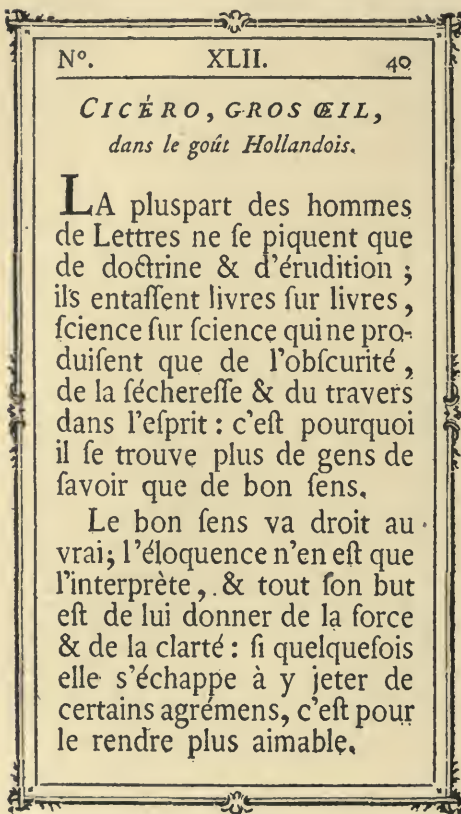 Nº. XLII. 40
CICÉRO, GROS ŒIL,
dans le goût Hollandois.
LA pluspart des hommes
de Lettres ne ſe piquent que
de doctrine & d'érudition ;
ils entaſſent livres ſur livres ,
ſcience ſur ſcience qui ne pro-
duiſent que de l'obſcurité ,
de la ſéchereſſe & du travers
dans l'eſprit : c'eſt pourquoi
il ſe trouve plus de gens de
ſavoir que de bon ſens.
Le bon ſens va droit au
vrai; l'éloquence n'en eſt que
l'interprète, & tout ſon but
eſt de lui donner de la force
& de la clarté : ſi quelquefois
elle s'échappe à y jeter de
certains agrémens, c'eſt pour
le rendre plus aimable.